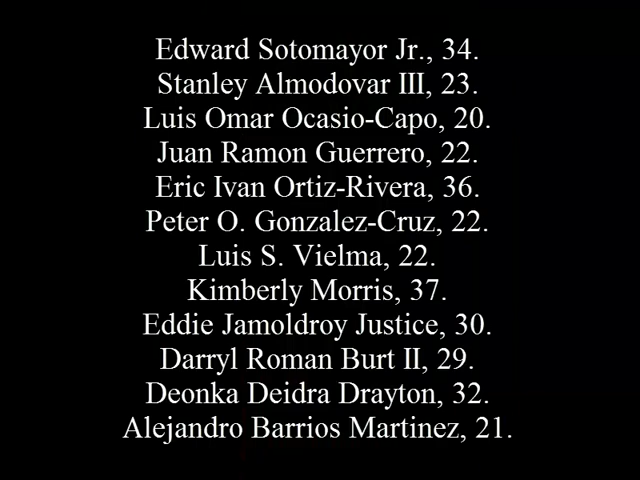 Edward Sotomayor Jr., 34.
Stanley Almodovar III, 23.
Luis Omar Ocasio-Capo, 20.
Juan Ramon Guerrero, 22.
Eric Ivan Ortiz-Rivera, 36.
Peter O. Gonzalez-Cruz, 22.
Luis S. Vielma, 22.
Kimberly Morris, 37.
Eddie Jamoldroy Justice, 30.
Darryl Roman Burt II, 29.
Deonka Deidra Drayton, 32.
Alejandro Barrios Martinez, 21.